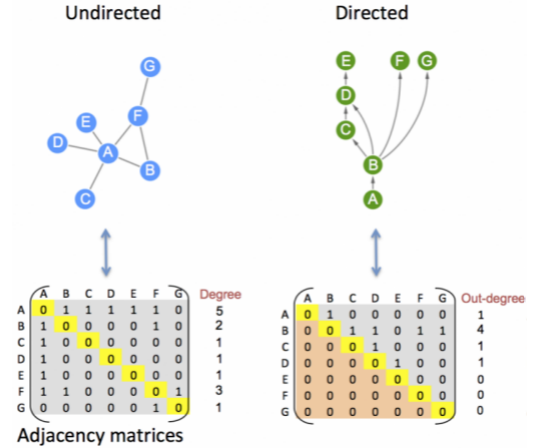 Undirected
Directed
G
F
E
D
A
B
C
E
F
G
D
C
B
A
A B C D E F G Degree
A 0 1 1 1 1 1 0 5
B 1 0 0 0 0 1 0 2
C 1 0 0 0 0 0 0 1
D 1 0 0 0 0 0 0 1
E 1 0 0 0 0 0 0 1
F 1 1 0 0 0 0 1 3
G 0 0 0 0 0 1 0 1
Adjacency matrices
A B C D E F G Out-degree
A 0 1 0 0 0 0 0 1
B 0 0 1 1 0 1 1 4
C 0 0 0 1 0 0 0 1
D 0 0 0 0 1 0 0 1
E 0 0 0 0 0 0 0 0
F 0 0 0 0 0 0 0 0
G 0 0 0 0 0 0 0 0